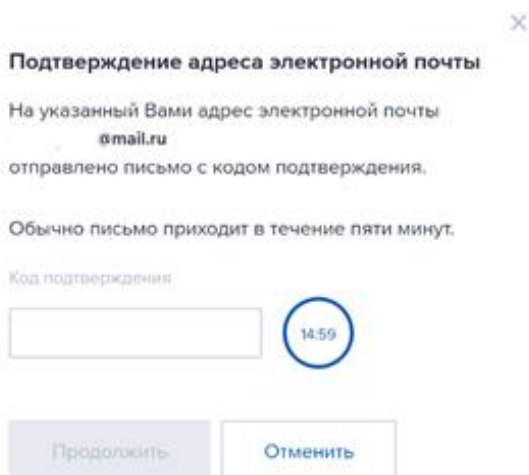 Подтверждение адреса электронной почты
На указанный Вами адрес электронной почты
@mail.ru
отправлено письмо с кодом подтверждения.
Обычно письмо приходит в течение пяти минут.
Код подтверждения
14:59
Продолжить
Отменить